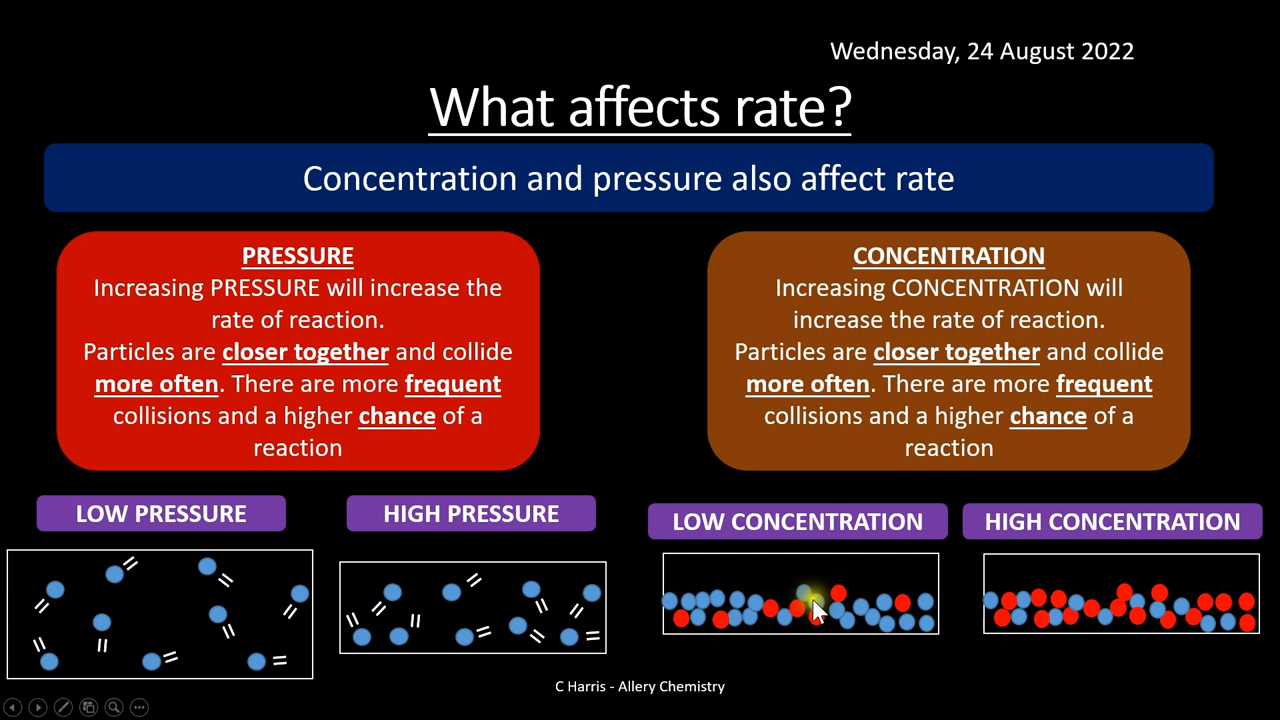 Wednesday, 24 August 2022
What affects rate?
Concentration and pressure also affect rate
PRESSURE
Increasing PRESSURE will increase the
rate of reaction.
Particles are closer together and collide
more often. There are more frequent
collisions and a higher chance of a
reaction
CONCENTRATION
Increasing CONCENTRATION will
increase the rate of reaction.
Particles are closer together and collide
more often. There are more frequent
collisions and a higher chance of a
reaction
LOW PRESSURE
HIGH PRESSURE
LOW CONCENTRATION
HIGH CONCENTRATION
C Harris - Allery Chemistry